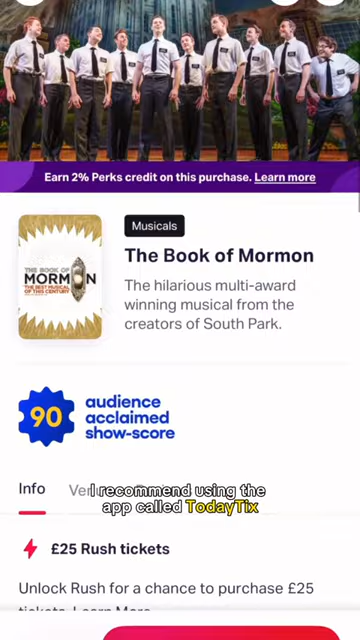 Earn 2% Perks credit on this purchase. Learn more
THE BOOK OF
MORMON
THE BEST MUSICAL
OF THIS CENTURY
Musicals
The Book of Mormon
The hilarious multi-award
winning musical from the
creators of South Park.
90
audience
acclaimed
show-score
Info
I recommend using the
app called TodayTix
£25 Rush tickets
Unlock Rush for a chance to purchase £25
tickets. Learn More